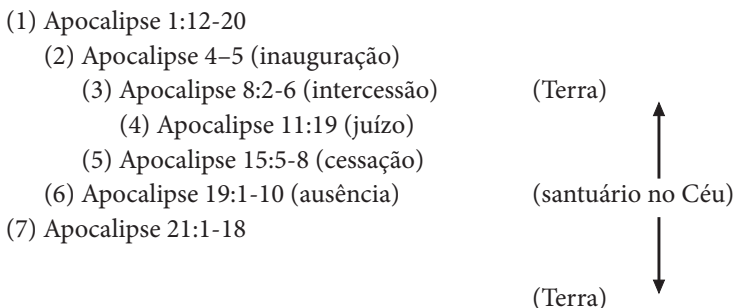 (1) Apocalipse 1:12-20
(2) Apocalipse 4–5 (inauguração)
(3) Apocalipse 8:2-6 (intercessão) (Terra)
(4) Apocalipse 11:19 (juízo)
(5) Apocalipse 15:5-8 (cessação)
(6) Apocalipse 19:1-10 (ausência) (santuário no Céu)
(7) Apocalipse 21:1-18
(Terra)